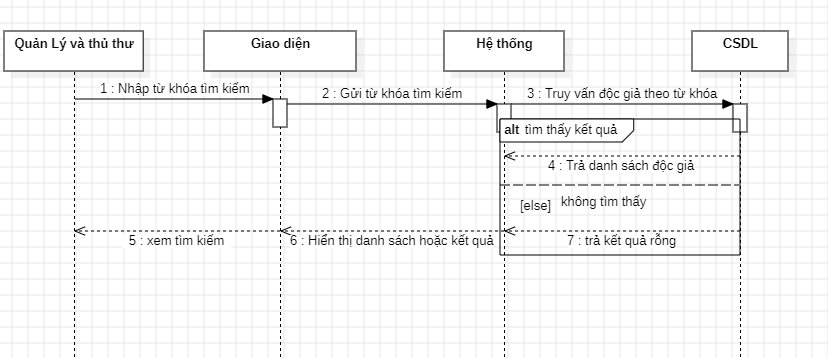 Quản Lý và thủ thư
Giao diện
Hệ thống
CSDL
1 : Nhập từ khóa tìm kiếm
2 : Gửi từ khóa tìm kiếm
3 : Truy vấn độc giả theo từ khóa
alt tìm thấy kết quả
4 : Trả danh sách độc giả
[else] không tìm thấy
5 : xem tìm kiếm
6 : Hiển thị danh sách hoặc kết quả
7 : trả kết quả rỗng